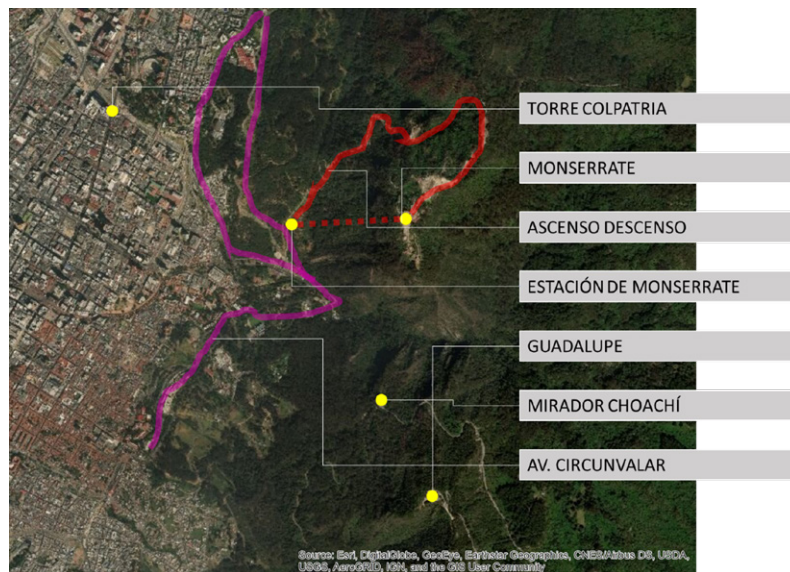 TORRE COLPATRIA
MONSERRATE
ASCENSO DESCENSO
ESTACIÓN DE MONSERRATE
GUADALUPE
MIRADOR CHOACHÍ
AV. CIRCUNVALAR
Source: Esri, DigitalGlobe, GeoEye, Earthstar Geographics, CNES/Airbus DS, USDA,
USGS, AeroGRID, IGN, and the GIS User Community